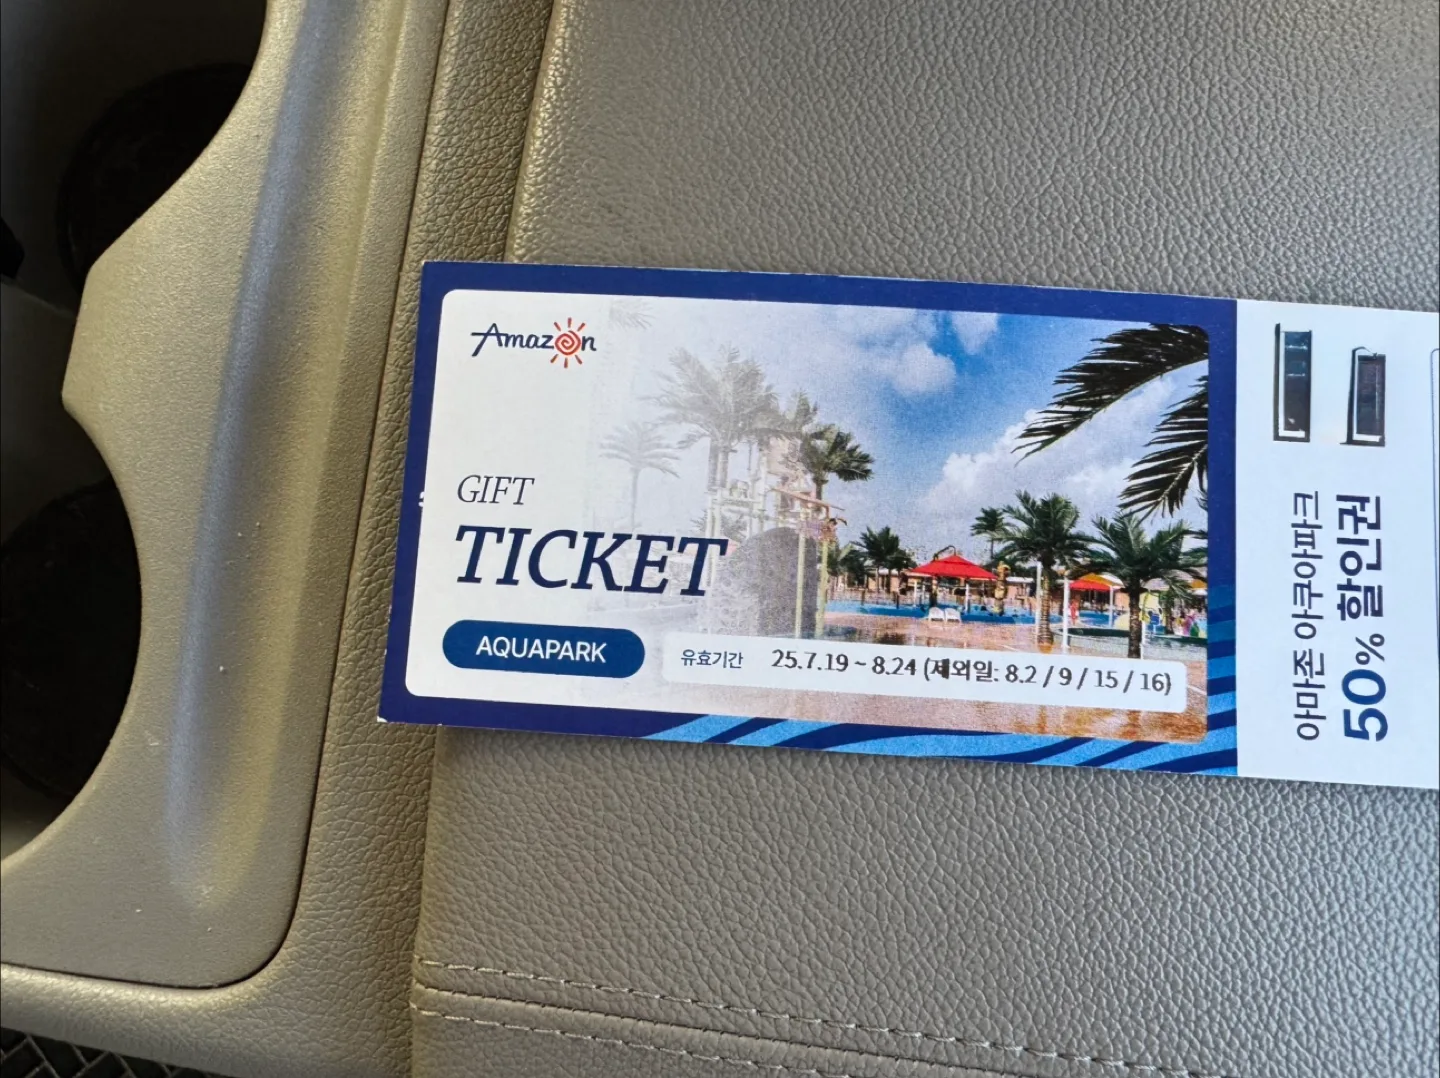 Amazon
GIFT
TICKET
AQUAPARK
유효기간 25.7.19 ~ 8.24 (제외일: 8.2 / 9 / 15 / 16)
아마존 아쿠아파크
50% 할인권